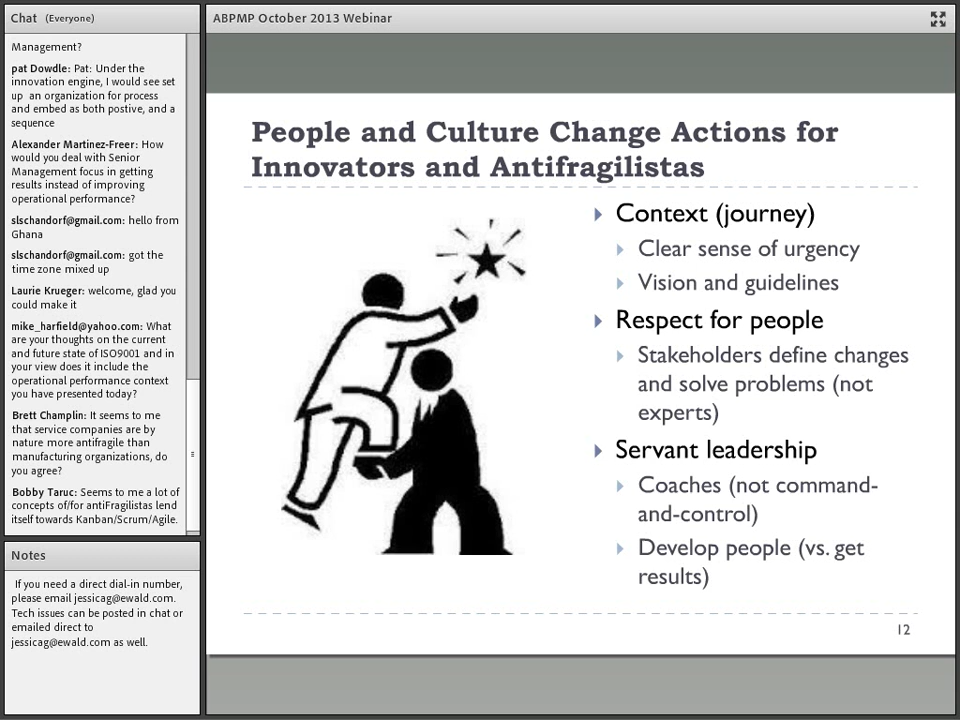 Chat (Everyone)
Management?
pat Dowdle: Pat: Under the
innovation engine, I would see set
up an organization for process
and embed as both postive, and a
sequence
Alexander Martinez-Freer: How
would you deal with Senior
Management focus in getting
results instead of improving
operational performance?
slschandorf@gmail.com: hello from
Ghana
slschandorf@gmail.com: got the
time zone mixed up
Laurie Krueger: welcome, glad you
could make it
mike_harfield@yahoo.com: What
are your thoughts on the current
and future state of ISO9001 and in
your view does it include the
operational performance context
you have presented today?
Brett Champlin: It seems to me
that service companies are by
nature more antifragile than
manufacturing organizations, do
you agree?
Bobby Taruc: Seems to me a lot of
concepts of/for antiFragilistas lend
itself towards Kanban/Scrum/Agile.
Notes
If you need a direct dial-in number,
please email jessicag@ewald.com.
Tech issues can be posted in chat or
emailed direct to
jessicag@ewald.com as well.
ABPMP October 2013 Webinar
People and Culture Change Actions for
Innovators and Antifragilistas
Context (journey)
Clear sense of urgency
Vision and guidelines
Respect for people
Stakeholders define changes
and solve problems (not
experts)
Servant leadership
Coaches (not command-
and-control)
Develop people (vs. get
results)
12